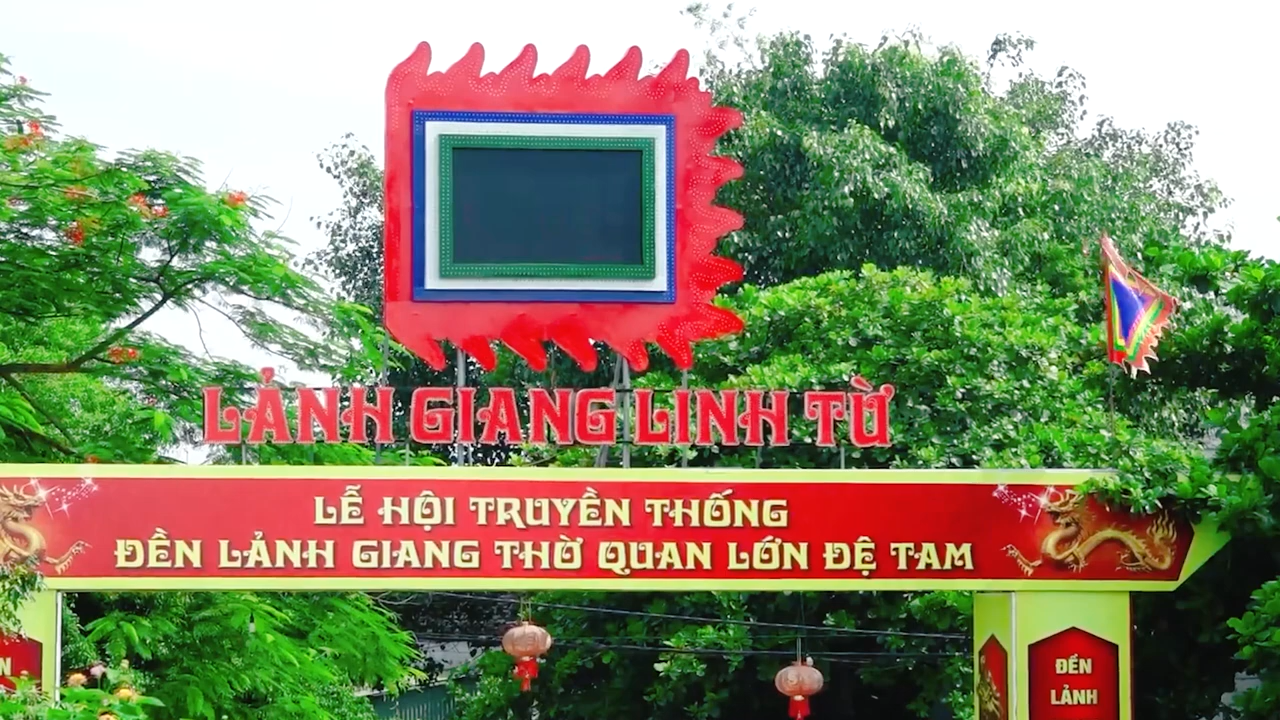 LẢNH GIANG LINH TỪ
LỄ HỘI TRUYỀN THỐNG
ĐỀN LẢNH GIANG THỜ QUAN LỚN ĐỆ TAM
N
ĐỀN
LẢNH